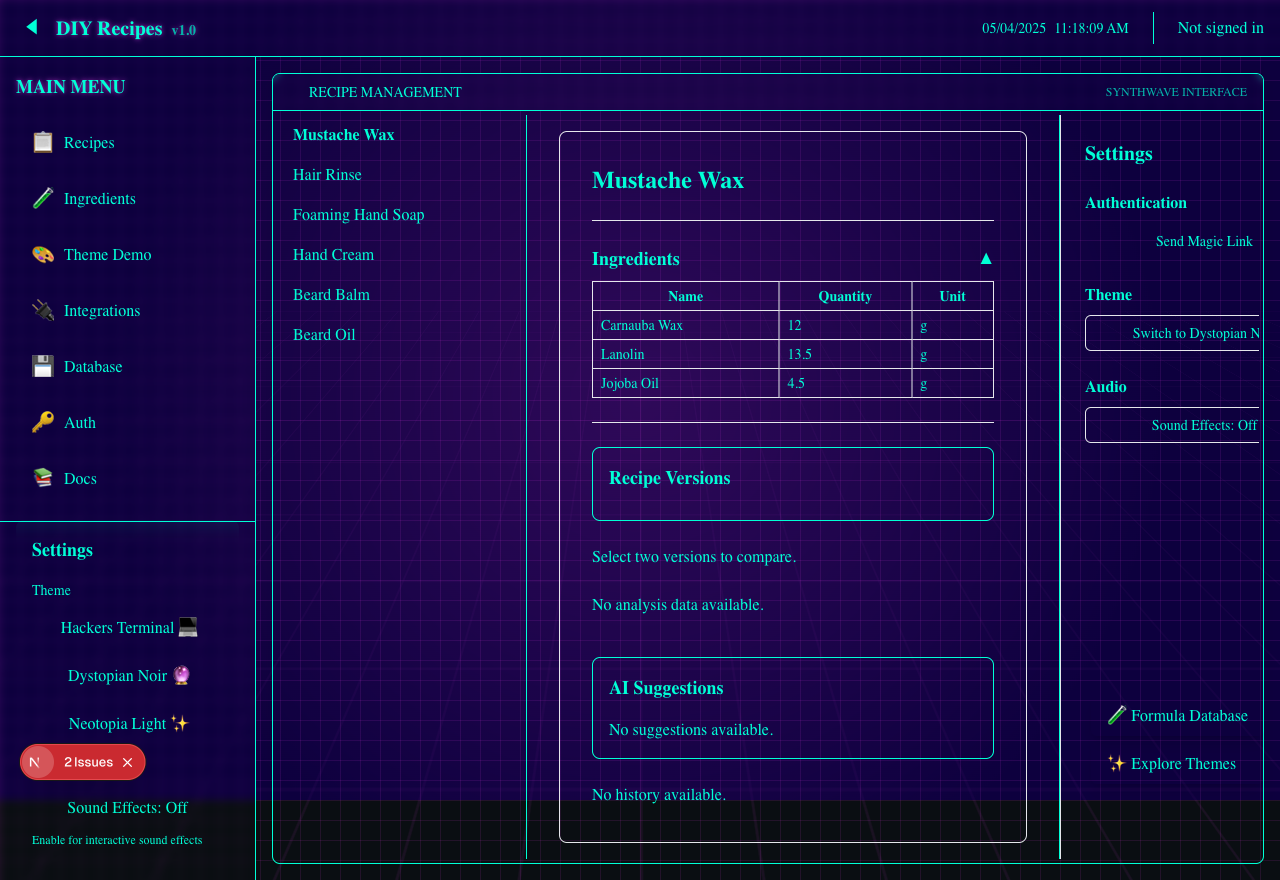 DIY Recipes v1.0
05/04/2025 11:18:09 AM
Not signed in
MAIN MENU
Recipes
Ingredients
Theme Demo
Integrations
Database
Auth
Docs
Settings
Theme
Hackers Terminal
Dystopian Noir
Neotopia Light
N 2 Issues
Sound Effects: Off
Enable for interactive sound effects
RECIPE MANAGEMENT
SYNTHWAVE INTERFACE
Mustache Wax
Hair Rinse
Foaming Hand Soap
Hand Cream
Beard Balm
Beard Oil
Mustache Wax
Ingredients ▲
Name Quantity Unit
Carnauba Wax 12 g
Lanolin 13.5 g
Jojoba Oil 4.5 g
Recipe Versions
Select two versions to compare.
No analysis data available.
AI Suggestions
No suggestions available.
No history available.
Settings
Authentication
Send Magic Link
Theme
Switch to Dystopian N
Audio
Sound Effects: Off
Formula Database
Explore Themes